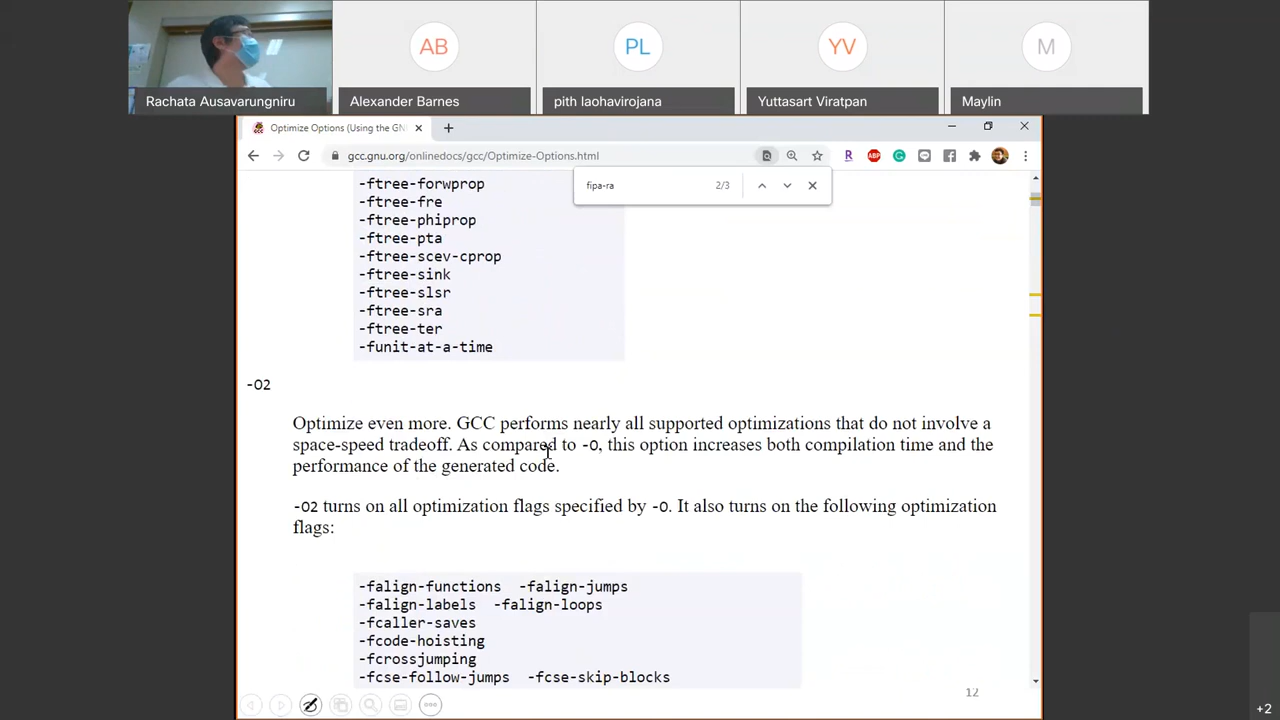 AB
PL
YV
M
Rachata Ausavarungniru
Alexander Barnes
pith laohavirojana
Yuttasart Viratpan
Maylin
Optimize Options (Using the GN
gcc.gnu.org/onlinedocs/gcc/Optimize-Options.html
R
ABP
G
fipa-ra 2/3
-ftree-forwprop
-ftree-fre
-ftree-phiprop
-ftree-pta
-ftree-scev-cprop
-ftree-sink
-ftree-slsr
-ftree-sra
-ftree-ter
-funit-at-a-time
-O2
Optimize even more. GCC performs nearly all supported optimizations that do not involve a
space-speed tradeoff. As compared to -O, this option increases both compilation time and the
performance of the generated code.
-O2 turns on all optimization flags specified by -O. It also turns on the following optimization
flags:
-falign-functions -falign-jumps
-falign-labels -falign-loops
-fcaller-saves
-fcode-hoisting
-fcrossjumping
-fcse-follow-jumps -fcse-skip-blocks
12
+2